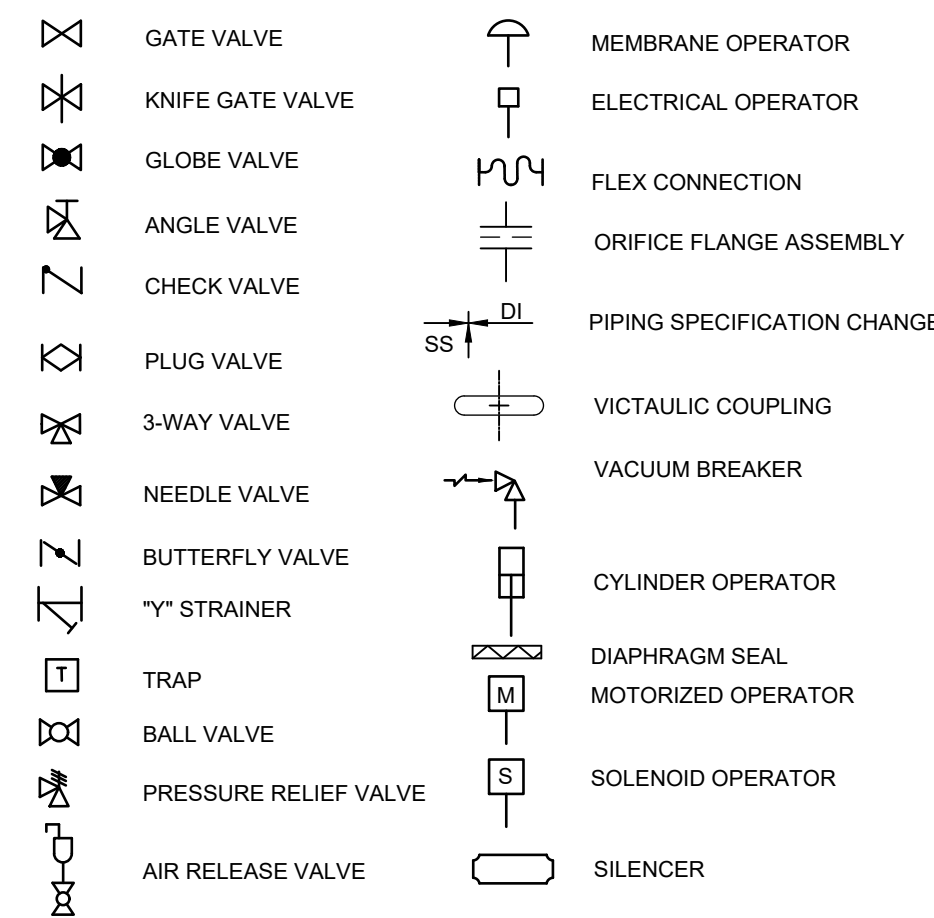 GATE VALVE
KNIFE GATE VALVE
GLOBE VALVE
ANGLE VALVE
CHECK VALVE
PLUG VALVE
3-WAY VALVE
NEEDLE VALVE
BUTTERFLY VALVE
"Y" STRAINER
T
TRAP
BALL VALVE
PRESSURE RELIEF VALVE
AIR RELEASE VALVE
MEMBRANE OPERATOR
ELECTRICAL OPERATOR
FLEX CONNECTION
ORIFICE FLANGE ASSEMBLY
DI
SS
PIPING SPECIFICATION CHANGE
VICTAULIC COUPLING
VACUUM BREAKER
CYLINDER OPERATOR
DIAPHRAGM SEAL
M
MOTORIZED OPERATOR
S
SOLENOID OPERATOR
SILENCER